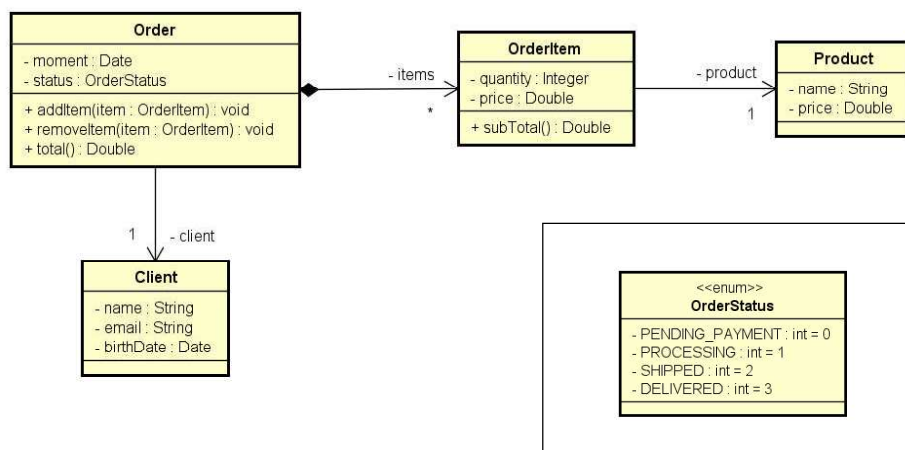 Order
- moment : Date
- status : OrderStatus
+ addItem(item : OrderItem) : void
+ removeItem(item : OrderItem) : void
+ total() : Double
- items
*
OrderItem
- quantity : Integer
- price : Double
+ subTotal() : Double
- product
1
Product
- name : String
- price : Double
1
- client
Client
- name : String
- email : String
- birthDate : Date
<<enum>>
OrderStatus
- PENDING_PAYMENT : int = 0
- PROCESSING : int = 1
- SHIPPED : int = 2
- DELIVERED : int = 3